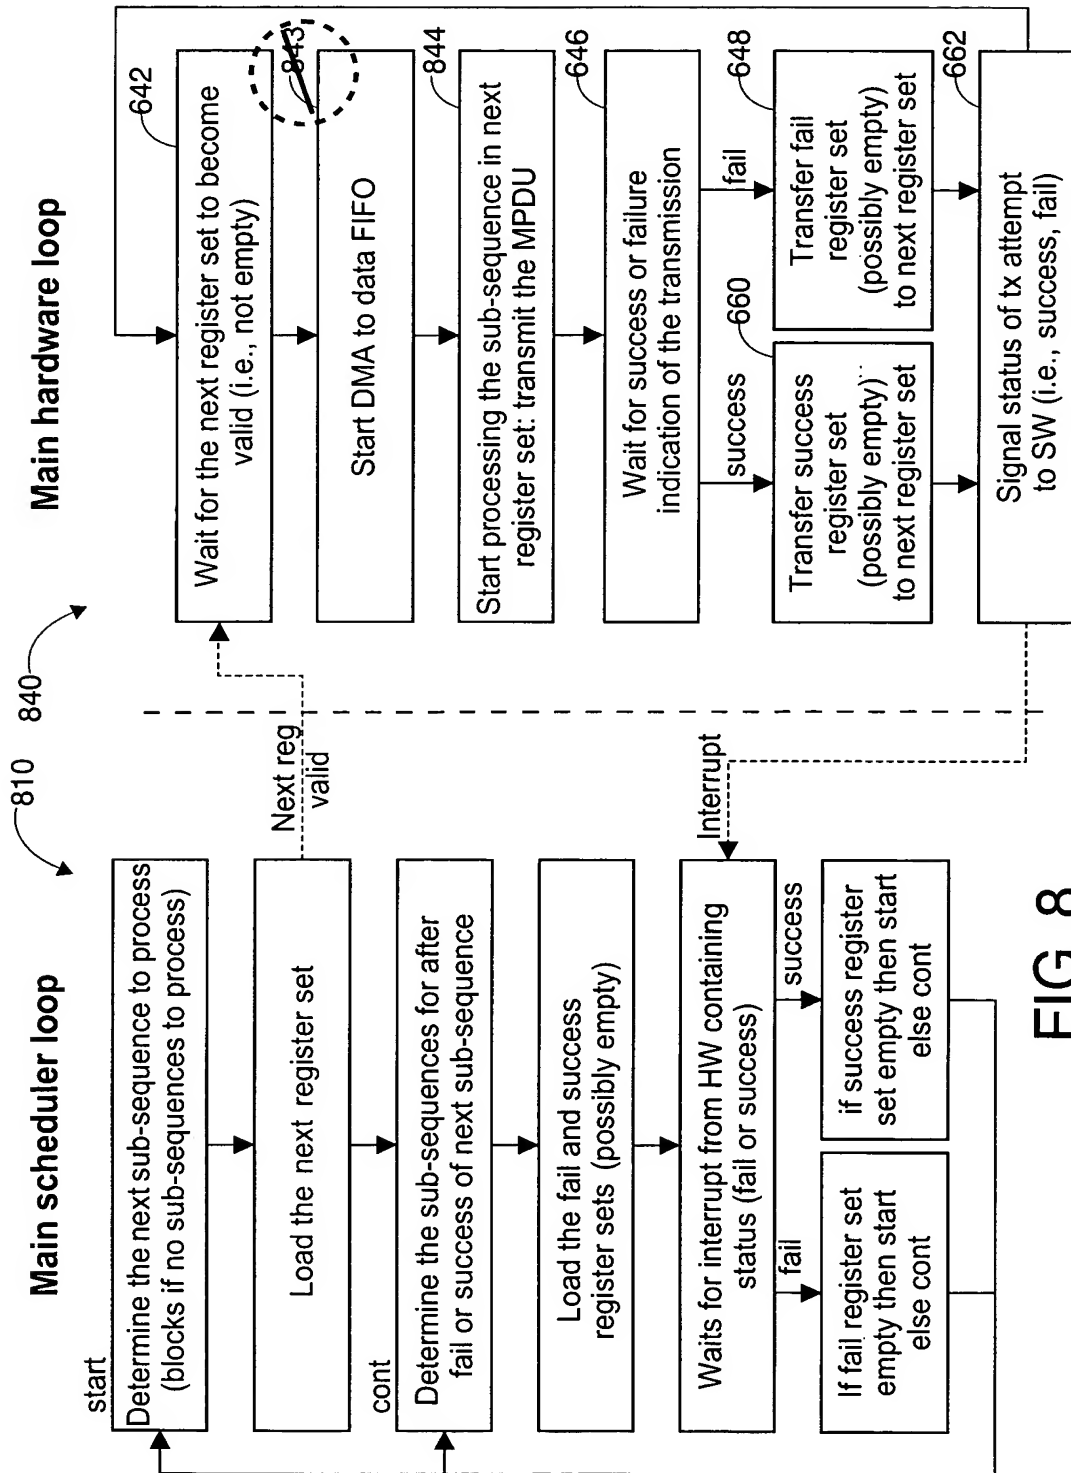 Main scheduler loop
810
start
Determine the next sub-sequence to process
(blocks if no sub-sequences to process)
Load the next register set
cont
Determine the sub-sequences for after
fail or success of next sub-sequence
Load the fail and success
register sets (possibly empty)
Waits for interrupt from HW containing
status (fail or success)
fail
success
If fail register set
empty then start
else cont
if success register
set empty then start
else cont
Next reg
valid
Interrupt
Main hardware loop
840
642
Wait for the next register set to become
valid (i.e., not empty)
843
Start DMA to data FIFO
844
Start processing the sub-sequence in next
register set: transmit the MPDU
646
Wait for success or failure
indication of the transmission
success
fail
660
Transfer success
register set
(possibly empty)
to next register set
648
Transfer fail
register set
(possibly empty)
to next register set
662
Signal status of tx attempt
to SW (i.e., success, fail)
FIG. 8